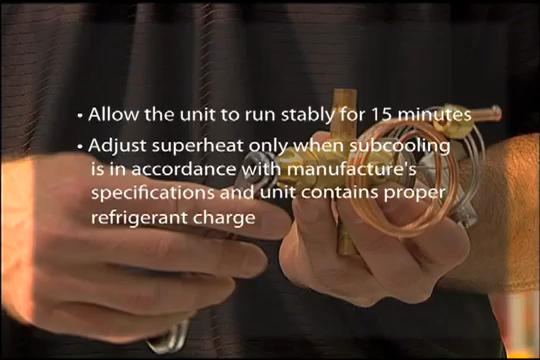 • Allow the unit to run stably for 15 minutes
• Adjust superheat only when subcooling
is in accordance with manufacture's
specifications and unit contains proper
refrigerant charge